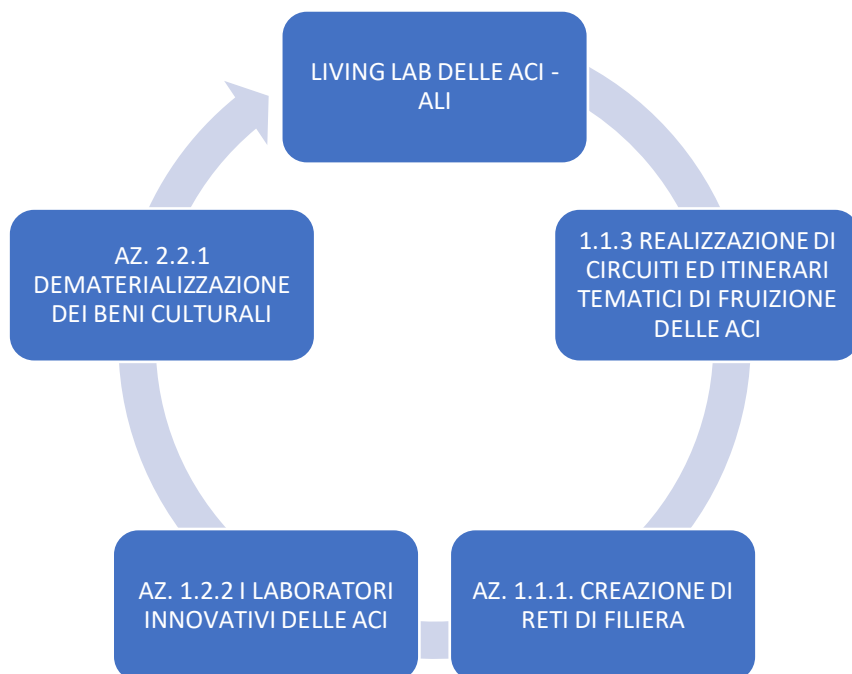 LIVING LAB DELLE ACI -
ALI
1.1.3 REALIZZAZIONE DI
CIRCUITI ED ITINERARI
TEMATICI DI FRUIZIONE
DELLE ACI
AZ. 1.1.1. CREAZIONE DI
RETI DI FILIERA
AZ. 1.2.2 I LABORATORI
INNOVATIVI DELLE ACI
AZ. 2.2.1
DEMATERIALIZZAZIONE
DEI BENI CULTURALI